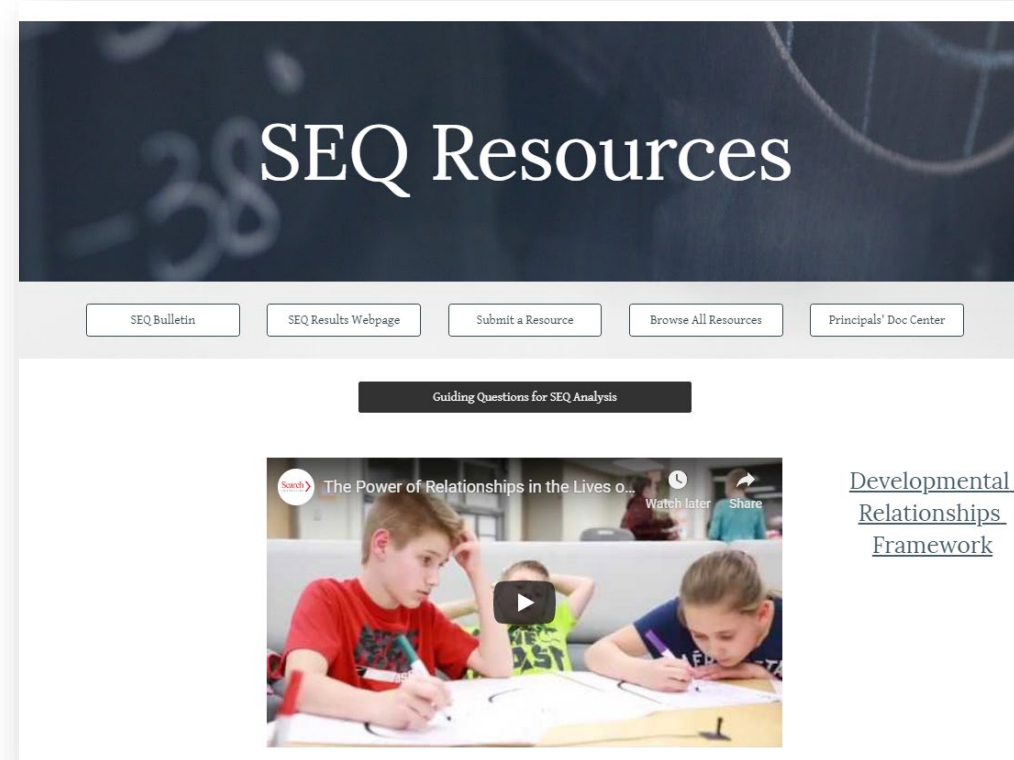 -38
SEQ Resources
SEQ Bulletin
SEQ Results Webpage
Submit a Resource
Browse All Resources
Principals' Doc Center
Guiding Questions for SEQ Analysis
Search
The Power of Relationships in the Lives o...
Watch later
Share
Developmental
Relationships
Framework